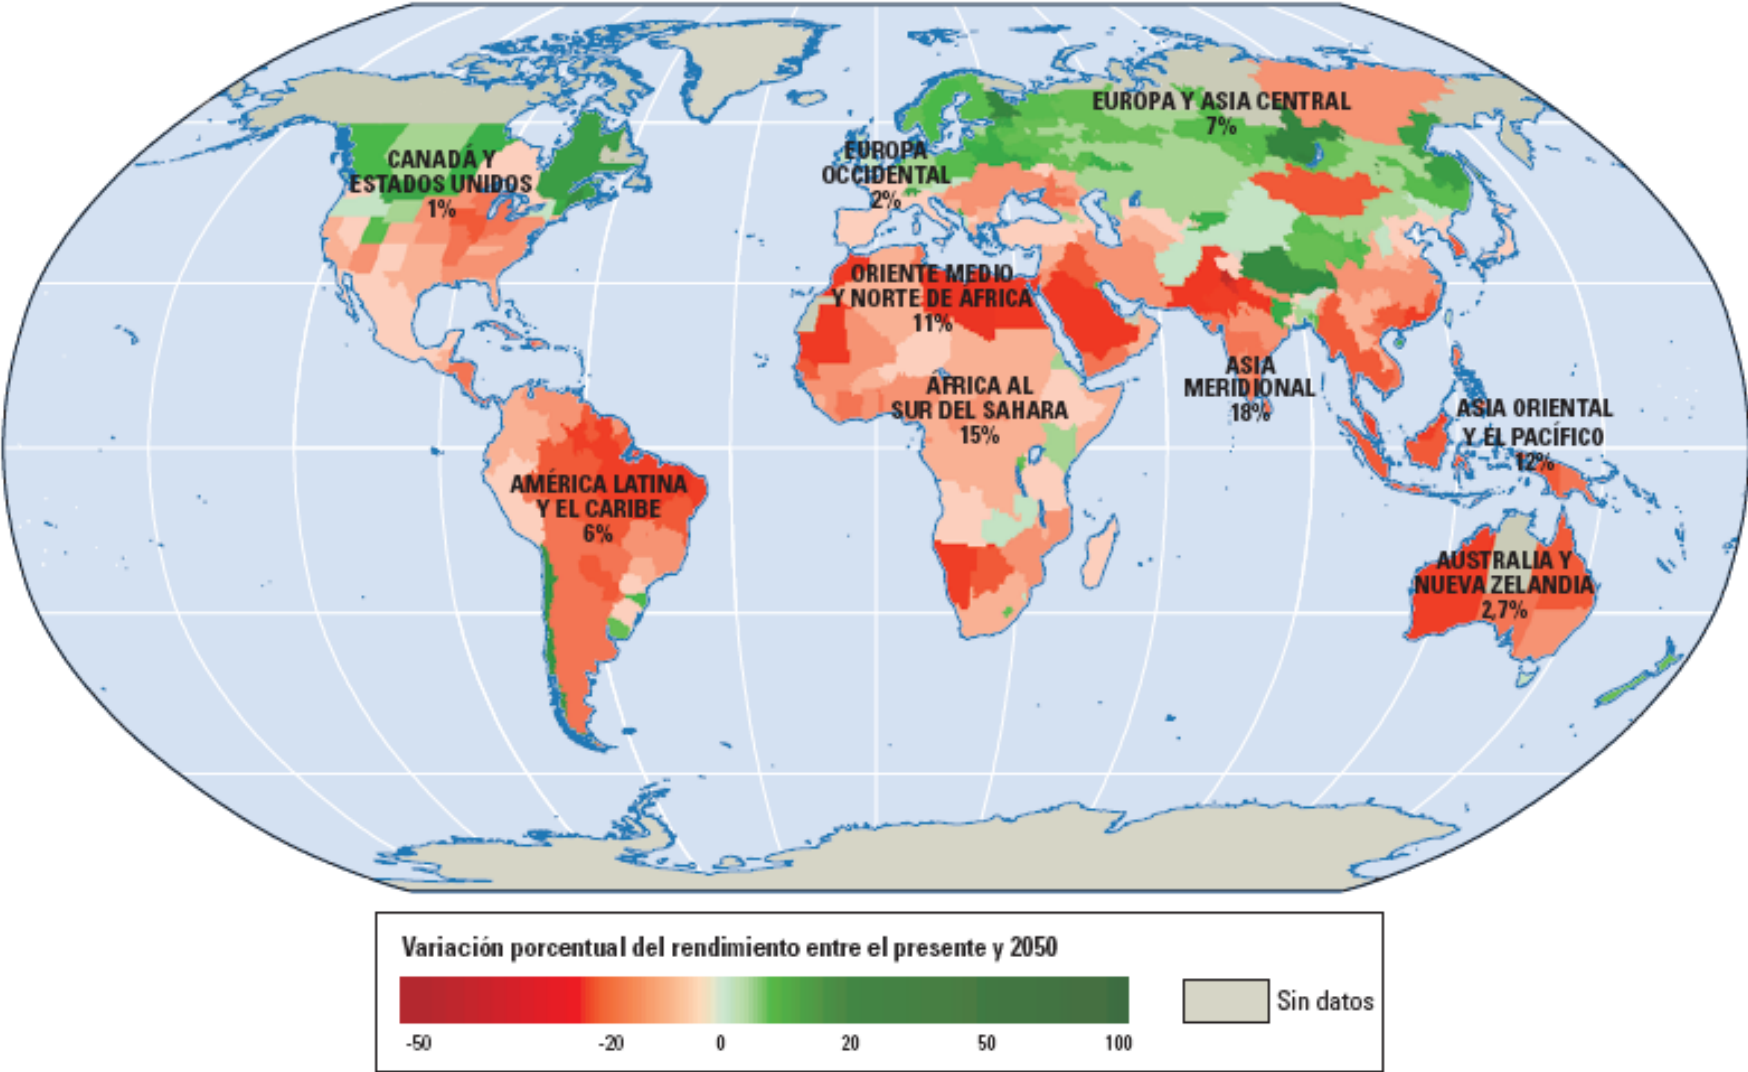 EUROPA Y ASIA CENTRAL
7%
CANADÁ Y
ESTADOS UNIDOS
1%
EUROPA
OCCIDENTAL
2%
ORIENTE MEDIO
Y NORTE DE ÁFRICA
11%
ÁFRICA AL
SUR DEL SAHARA
15%
ASIA
MERIDIONAL
18%
ASIA ORIENTAL
Y EL PACÍFICO
12%
AMÉRICA LATINA
Y EL CARIBE
6%
AUSTRALIA Y
NUEVA ZELANDIA
2,7%
Variación porcentual del rendimiento entre el presente y 2050
-50 -20 0 20 50 100
Sin datos